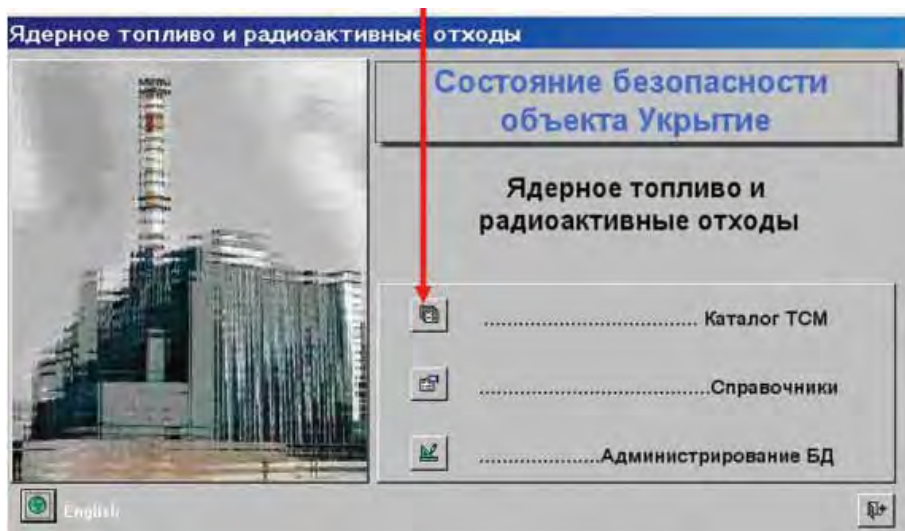 Ядерное топливо и радиоактивные отходы
Состояние безопасности
объекта Укрытие
Ядерное топливо и
радиоактивные отходы
.................................... Каталог ТСМ
.......................................Справочники
....................Администрирование БД
English